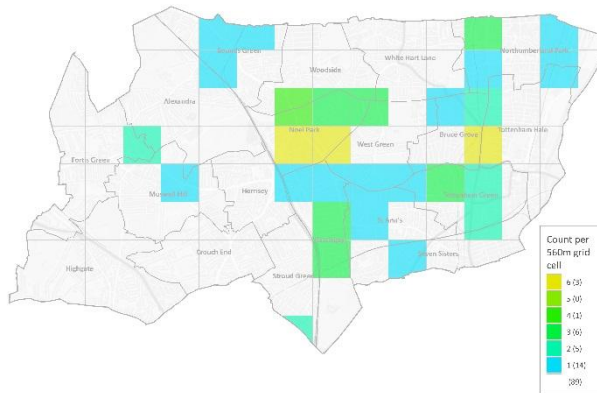 Bounds Green
Northumberland Park
White Hart Lane
Woodside
Alexandra
Noel Park
Bruce Grove
Tottenham Hale
West Green
Fortis Green
Muswell Hill
Hornsey
Tottenham Green
St Ann's
Crouch End
Seven Sisters
Highgate
Stroud Green
Count per
560m grid
cell
6 (3)
5 (0)
4 (1)
3 (6)
2 (5)
1 (14)
(89)